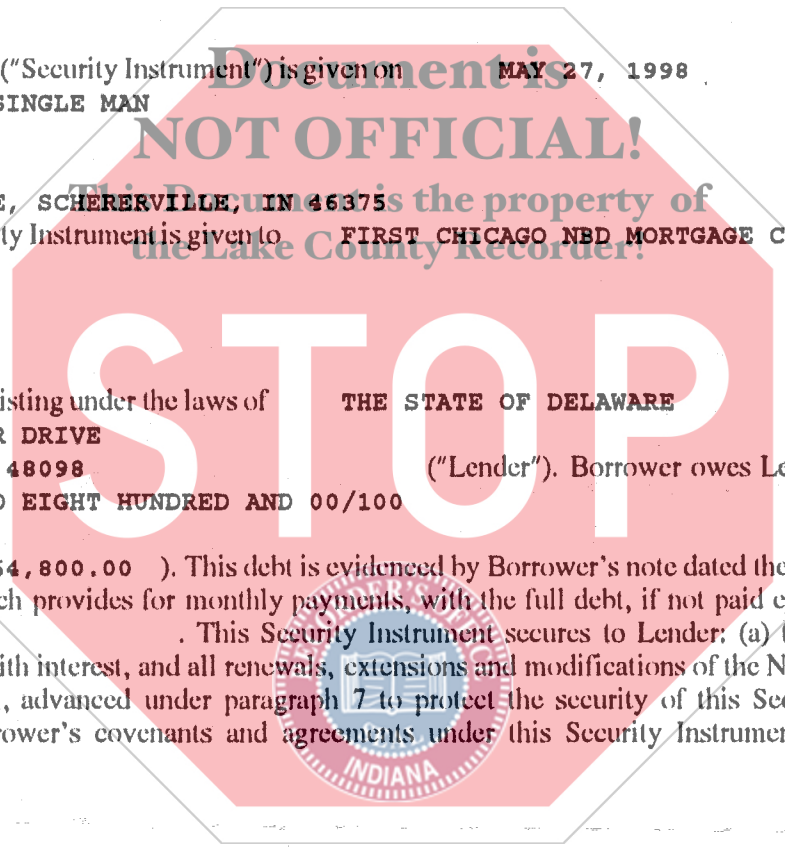 ("Security Instrument") is given on MAY 27, 1998
SINGLE MAN
Document is
NOT OFFICIAL!
This Document is the property of
the Lake County Recorder!
E, SCHERERVILLE, IN 46375
ty Instrument is given to FIRST CHICAGO NBD MORTGAGE C
STOP
isting under the laws of THE STATE OF DELAWARE
R DRIVE
48098 ("Lender"). Borrower owes Le
D EIGHT HUNDRED AND 00/100
4,800.00 ). This debt is evidenced by Borrower's note dated the
ch provides for monthly payments, with the full debt, if not paid e
. This Security Instrument secures to Lender: (a) t
ith interest, and all renewals, extensions and modifications of the N
, advanced under paragraph 7 to protect the security of this Sec
rower's covenants and agreements under this Security Instrumen
RECORDER'S OFFICE
INDIANA